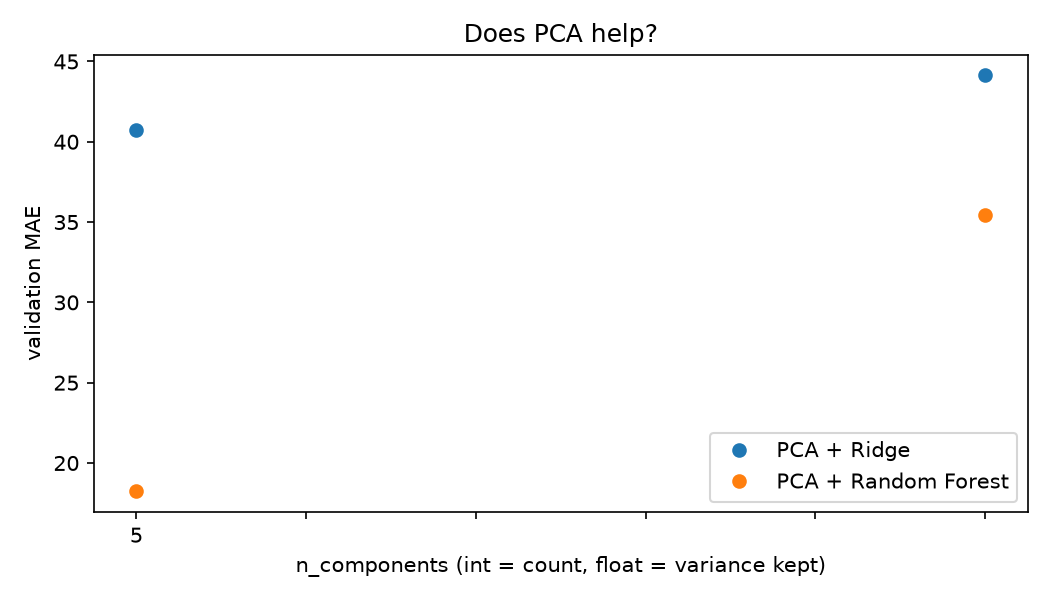 Does PCA help?
45
40
35
30
25
20
validation MAE
PCA + Ridge
PCA + Random Forest
5
n_components (int = count, float = variance kept)